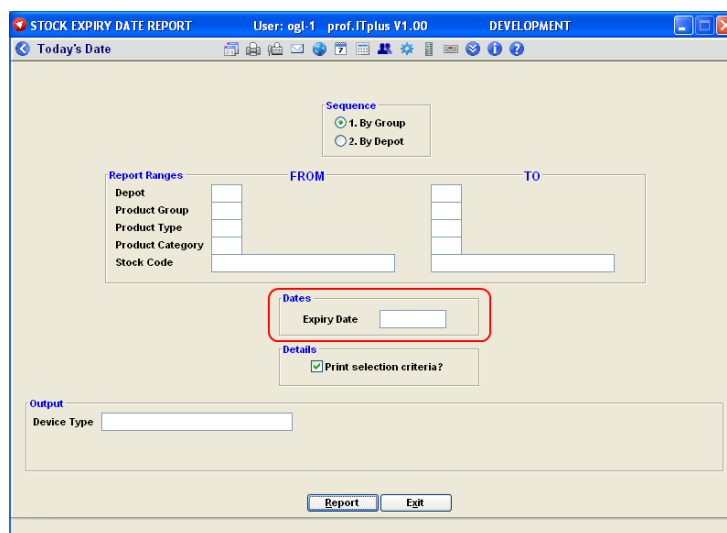 STOCK EXPIRY DATE REPORT User: ogl-1 prof.ITplus V1.00 DEVELOPMENT
Today's Date
Sequence
1. By Group
2. By Depot
Report Ranges FROM TO
Depot
Product Group
Product Type
Product Category
Stock Code
Dates
Expiry Date
Details
Print selection criteria?
Output
Device Type
Report Exit